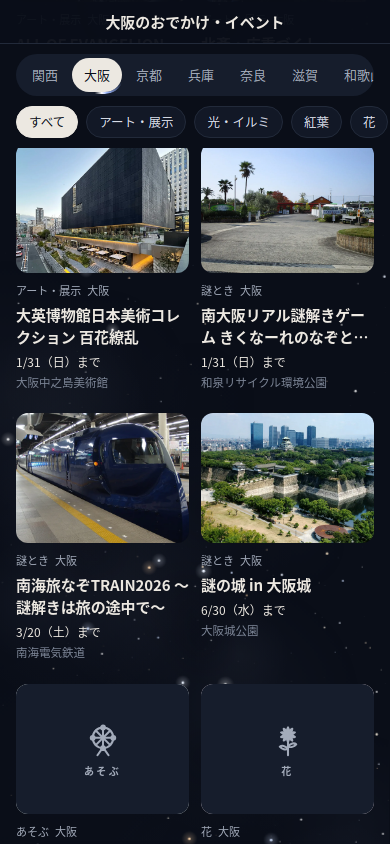 大阪のおでかけ・イベント
関西 大阪 京都 兵庫 奈良 滋賀
すべて アート・展示 光・イルミ 紅葉 花
アート・展示 大阪
大英博物館日本美術コレ
クション 百花繚乱
1/31（日）まで
大阪中之島美術館
謎とき 大阪
南大阪リアル謎解きゲー
ム きくなーれのなぞと…
1/31（日）まで
和泉リサイクル環境公園
謎とき 大阪
南海旅なぞTRAIN2026 〜
謎解きは旅の途中で〜
3/20（土）まで
南海電気鉄道
謎とき 大阪
謎の城 in 大阪城
6/30（水）まで
大阪城公園
あそぶ
あそぶ 大阪
花
花 大阪